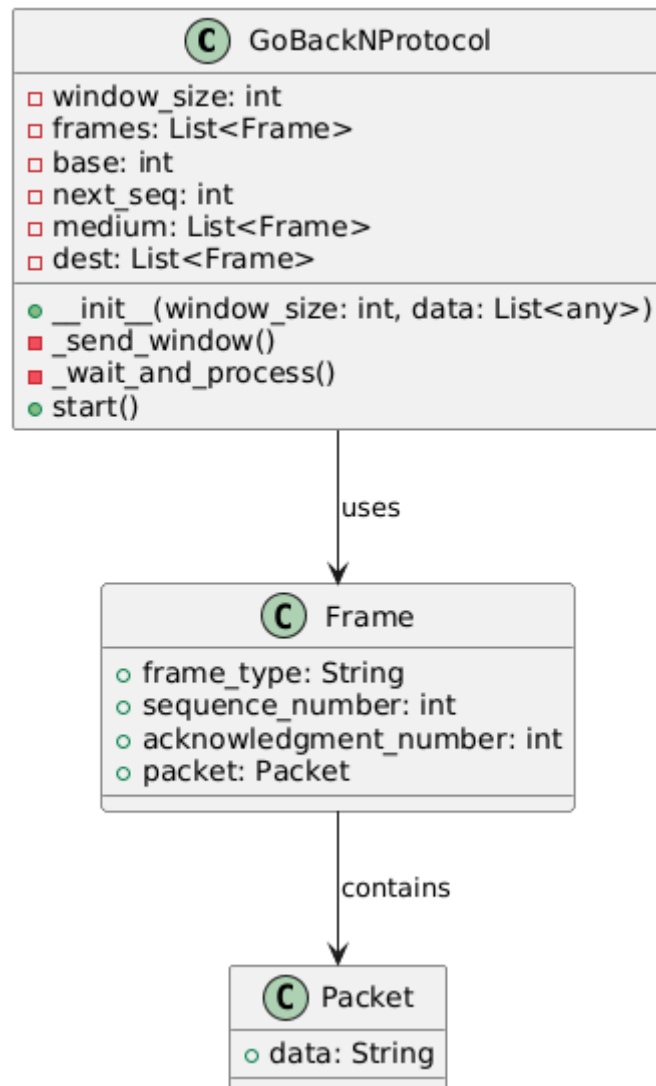 C GoBackNProtocol
window_size: int
frames: List<Frame>
base: int
next_seq: int
medium: List<Frame>
dest: List<Frame>
__init__(window_size: int, data: List<any>)
_send_window()
_wait_and_process()
start()
uses
C Frame
frame_type: String
sequence_number: int
acknowledgment_number: int
packet: Packet
contains
C Packet
data: String